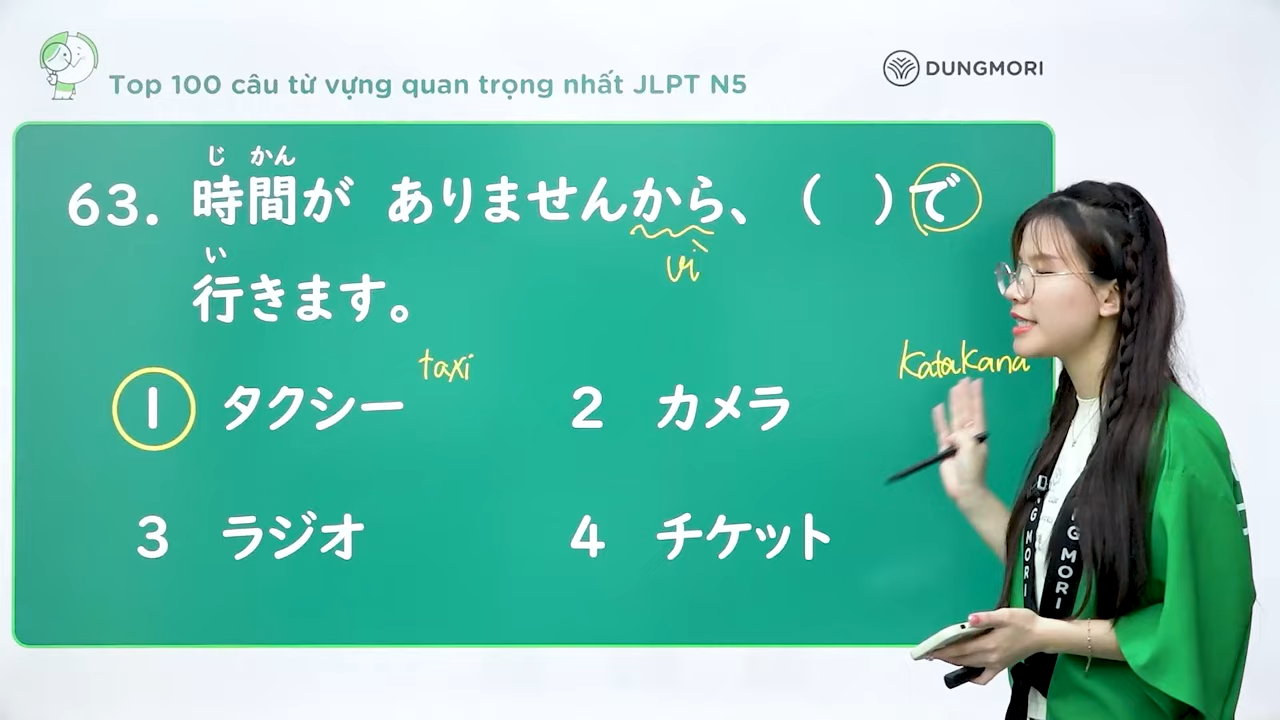 Top 100 câu từ vựng quan trọng nhất JLPT N5
DUNGMORI
じ かん
63. 時間が ありませんから、( )で
vì
い
行きます。
taxi
Katakana
1 タクシー 2 カメラ
3 ラジオ 4 チケット